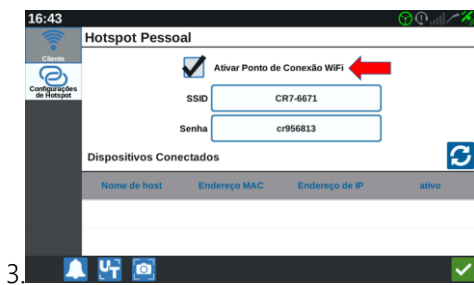 16:43
Hotspot Pessoal
Cliente
Ativar Ponto de Conexão WiFi
Configurações
de Hotspot
SSID CR7-6671
Senha cr956813
Dispositivos Conectados
Nome de host Endereço MAC Endereço de IP ativo
3.
UT